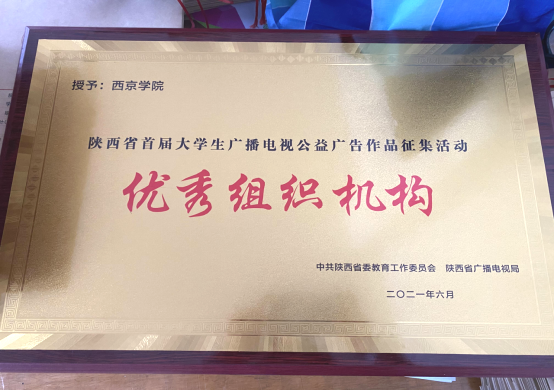 授予：西京学院
陕西省首届大学生广播电视公益广告作品征集活动
优秀组织机构
中共陕西省委教育工作委员会 陕西省广播电视局
二〇二一年六月